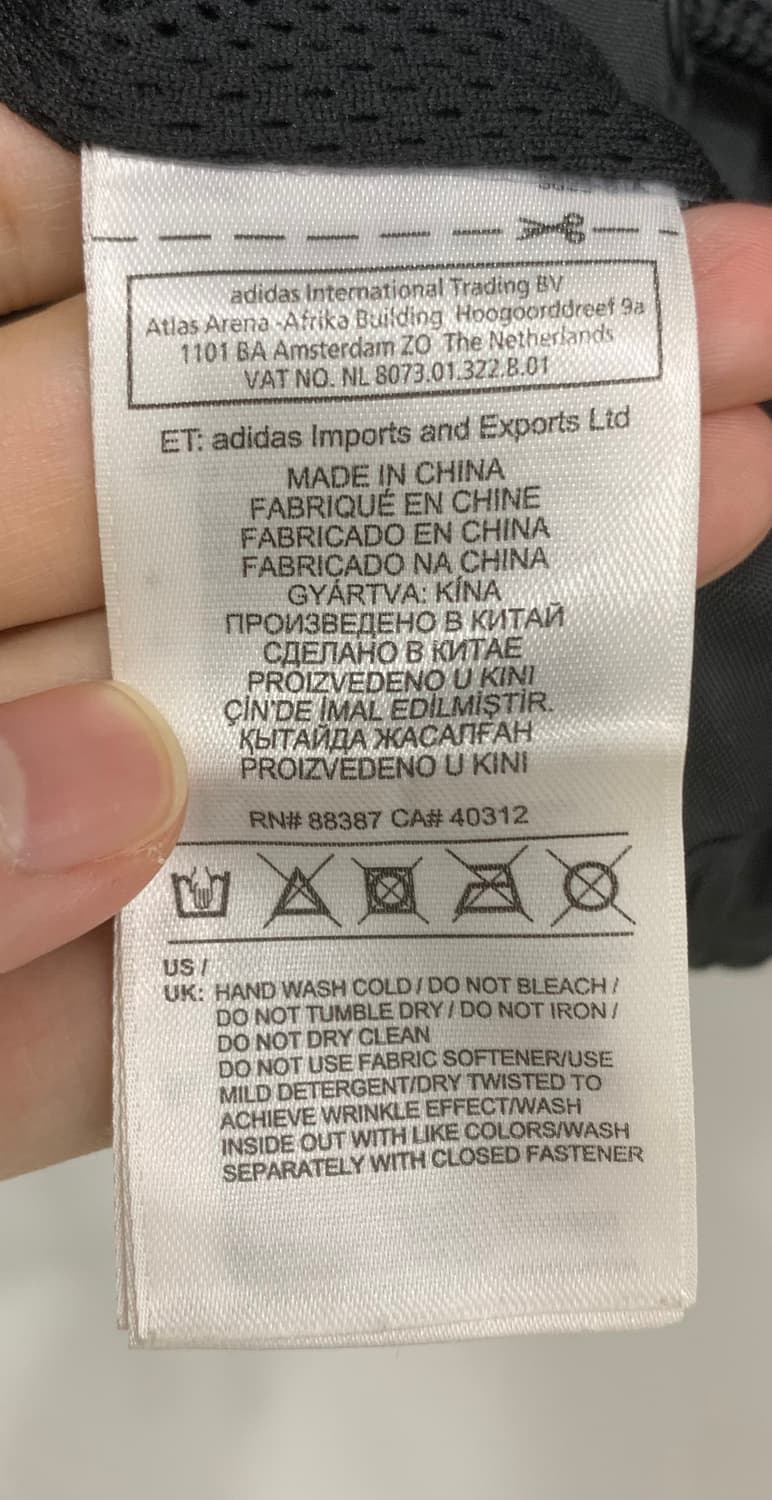 adidas International Trading BV
Atlas Arena -Afrika Building Hoogoorddreef 9a
1101 BA Amsterdam ZO The Netherlands
VAT NO. NL 8073.01.322.B.01
ET: adidas Imports and Exports Ltd
MADE IN CHINA
FABRIQUÉ EN CHINE
FABRICADO EN CHINA
FABRICADO NA CHINA
GYÁRTVA: KÍNA
ПРОИЗВЕДЕНО В КИТАЙ
СДЕЛАНО В КИТАЕ
PROIZVEDENO U KINI
ÇİN'DE İMAL EDİLMİŞTİR.
ҚЫТАЙДА ЖАСАЛҒАН
PROIZVEDENO U KINI
RN# 88387 CA# 40312
US /
UK: HAND WASH COLD / DO NOT BLEACH /
DO NOT TUMBLE DRY / DO NOT IRON /
DO NOT DRY CLEAN
DO NOT USE FABRIC SOFTENER/USE
MILD DETERGENT/DRY TWISTED TO
ACHIEVE WRINKLE EFFECT/WASH
INSIDE OUT WITH LIKE COLORS/WASH
SEPARATELY WITH CLOSED FASTENER